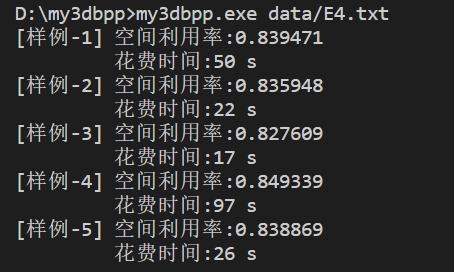 D:\my3dbpp>my3dbpp.exe data/E4.txt
[样例-1] 空间利用率:0.839471
花费时间:50 s
[样例-2] 空间利用率:0.835948
花费时间:22 s
[样例-3] 空间利用率:0.827609
花费时间:17 s
[样例-4] 空间利用率:0.849339
花费时间:97 s
[样例-5] 空间利用率:0.838869
花费时间:26 s